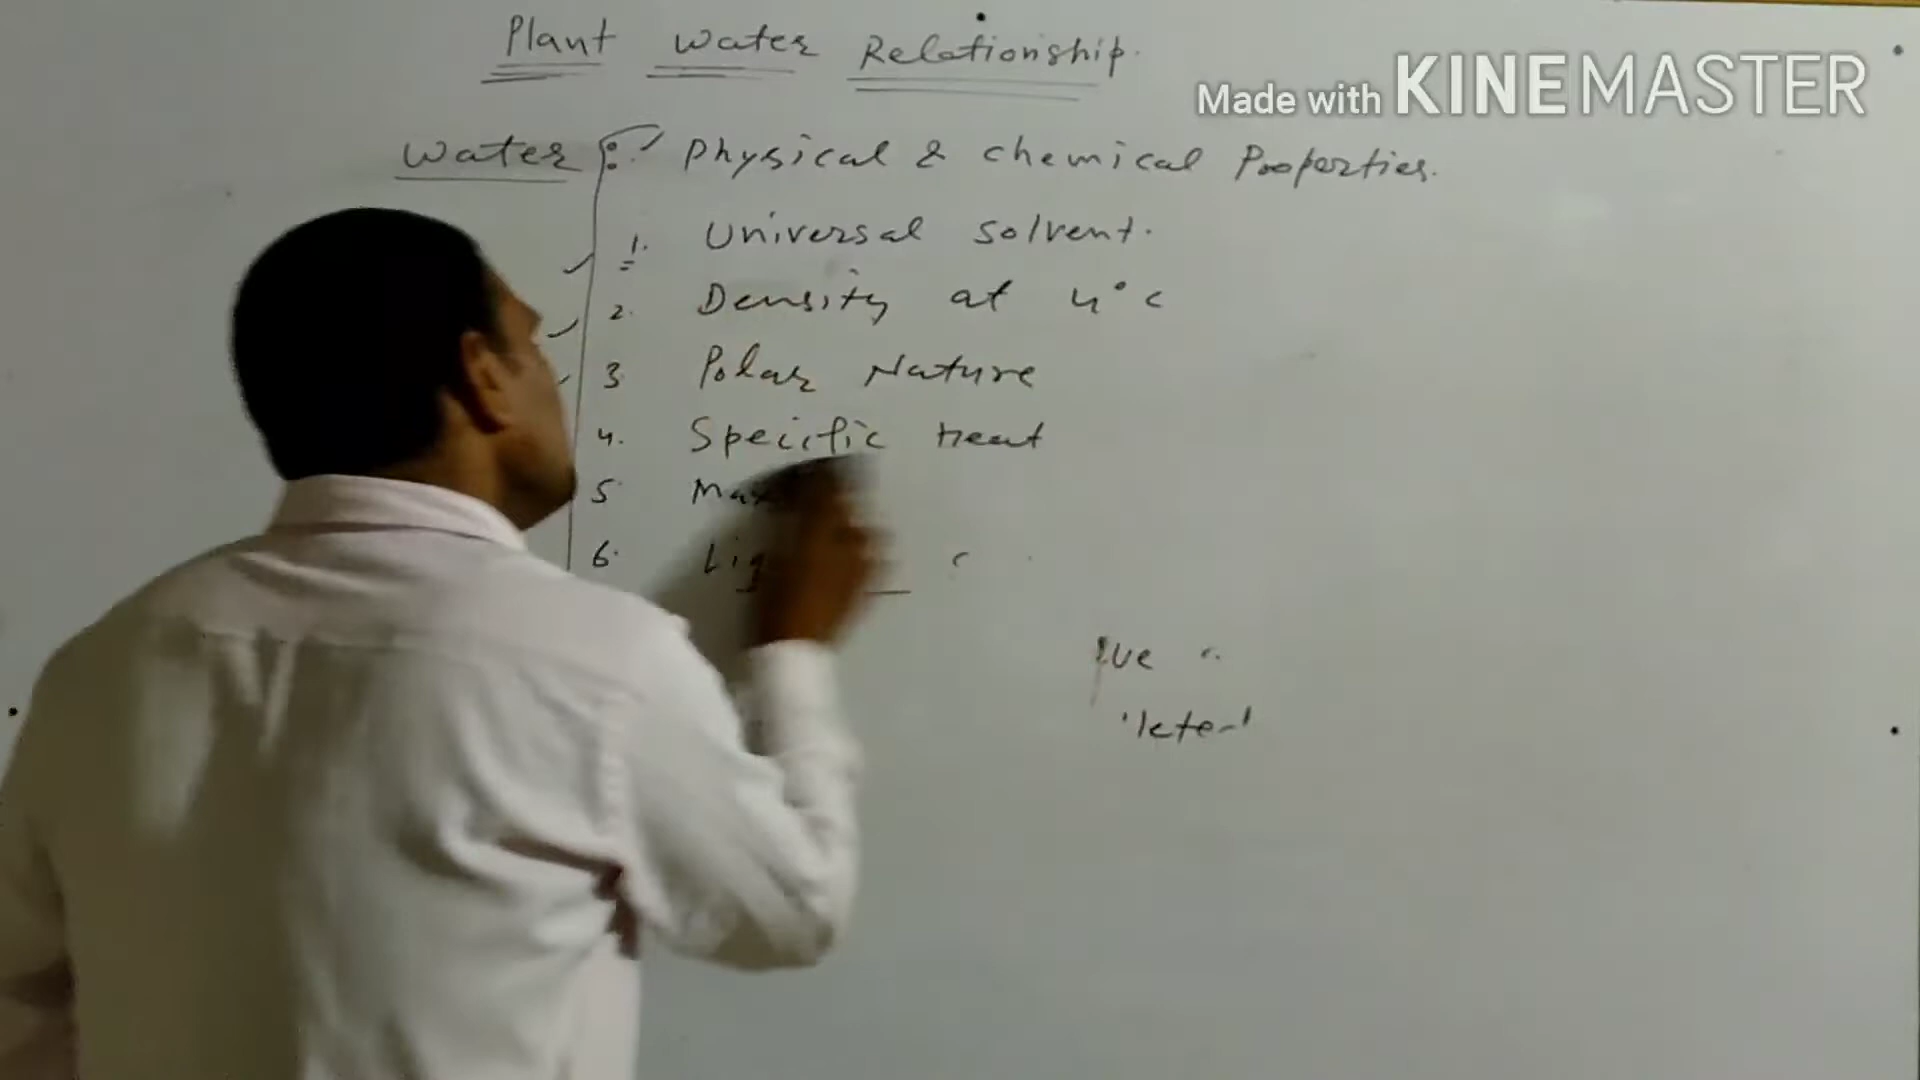 Plant Water Relationship.
Made with KINEMASTER
Water : Physical & chemical Properties.
1. Universal solvent.
2. Density at 4°C
3 Polar Nature
4. Specific Heat
5.
6.